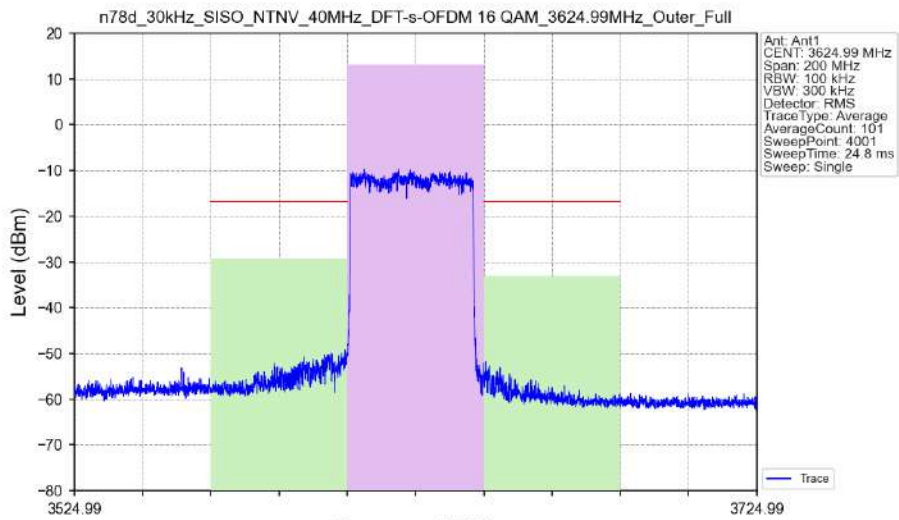 n78d_30kHz_SISO_NTNV_40MHz_DFT-s-OFDM 16 QAM_3624.99MHz_Outer_Full
Ant: Ant1
CENT: 3624.99 MHz
Span: 200 MHz
RBW: 100 kHz
VBW: 300 kHz
Detector: RMS
TraceType: Average
AverageCount: 101
SweepPoint: 4001
SweepTime: 24.8 ms
Sweep: Single
Level (dBm)
20
10
0
−10
−20
−30
−40
−50
−60
−70
−80
3524.99
3724.99
Trace